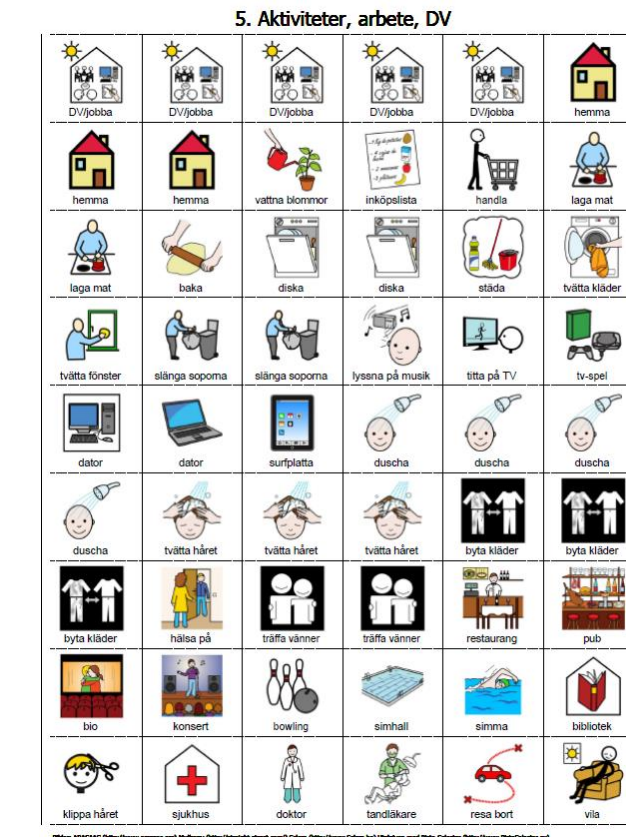 5. Aktiviteter, arbete, DV
DV/jobba DV/jobba DV/jobba DV/jobba DV/jobba hemma
hemma hemma vattna blommor inköpslista handla laga mat
laga mat baka diska diska städa tvätta kläder
tvätta fönster slänga soporna slänga soporna lyssna på musik titta på TV tv-spel
dator dator surfplatta duscha duscha duscha
duscha tvätta håret tvätta håret tvätta håret byta kläder byta kläder
byta kläder hälsa på träffa vänner träffa vänner restaurang pub
bio konsert bowling simhall simma bibliotek
klippa håret sjukhus doktor tandläkare resa bort vila